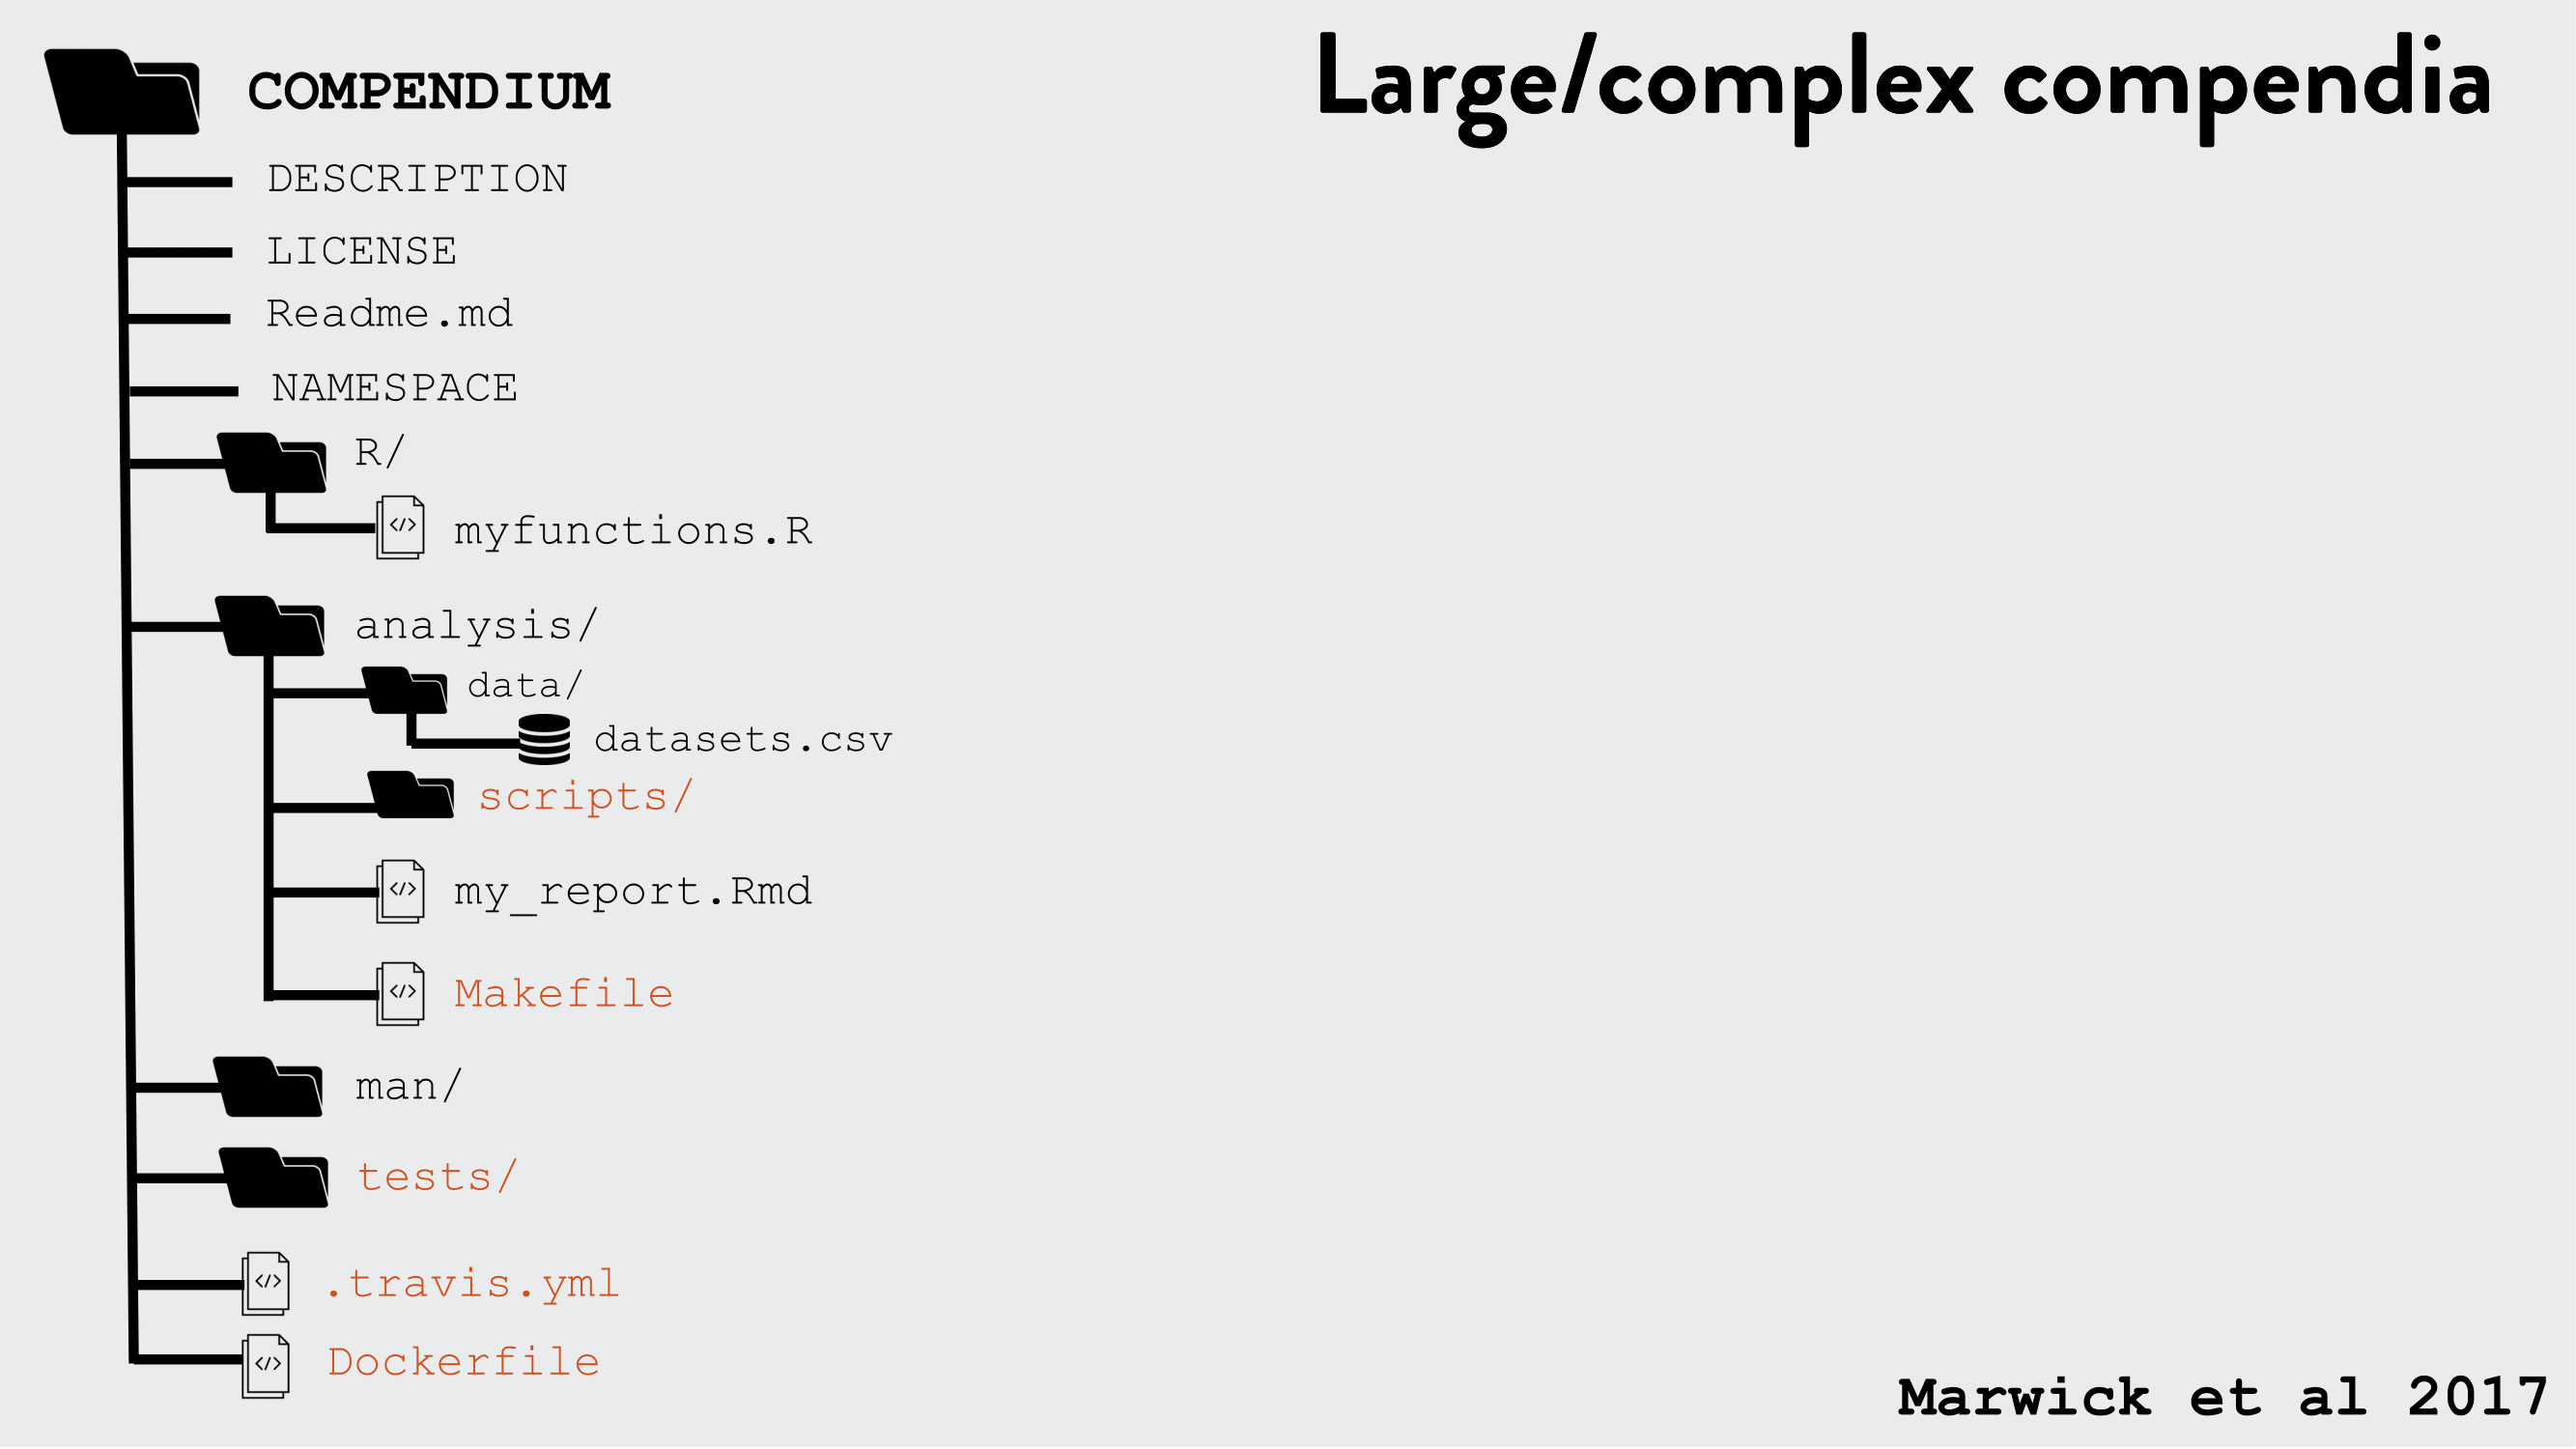 Large/complex compendia
COMPENDIUM
DESCRIPTION
LICENSE
Readme.md
NAMESPACE
R/
</>
myfunctions.R
analysis/
data/
datasets.csv
scripts/
</>
my_report.Rmd
</>
Makefile
man/
tests/
</>
.travis.yml
</>
Dockerfile
Marwick et al 2017